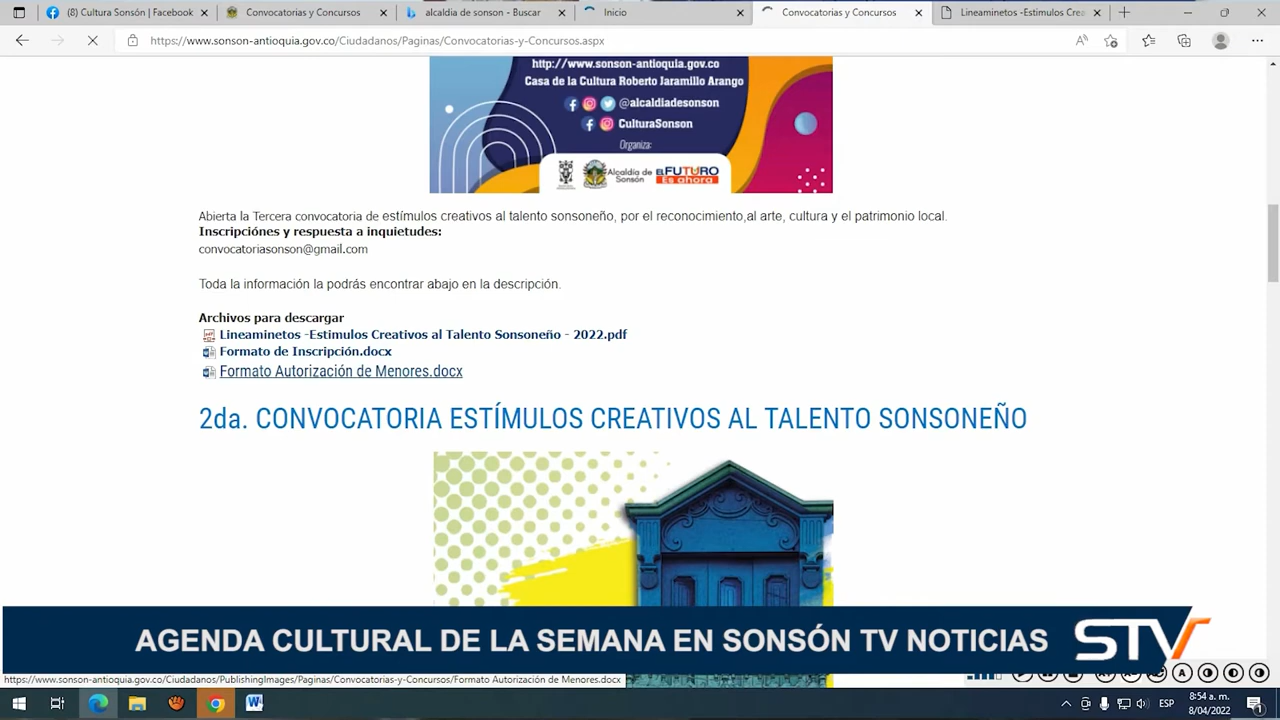 (8) Cultura Sonsón | Facebook
Convocatorias y Concursos
alcaldia de sonson - Buscar
Inicio
Convocatorias y Concursos
Lineaminetos -Estimulos Crea
https://www.sonson-antioquia.gov.co/Ciudadanos/Paginas/Convocatorias-y-Concursos.aspx
http://www.sonson-antioquia.gov.co
Casa de la Cultura Roberto Jaramillo Arango
@alcaldiadesonson
CulturaSonson
Organiza:
Alcaldía de Sonsón
EL FUTURO Es ahora
Abierta la Tercera convocatoria de estímulos creativos al talento sonsoneño, por el reconocimiento,al arte, cultura y el patrimonio local.
Inscripciónes y respuesta a inquietudes:
convocatoriasonson@gmail.com
Toda la información la podrás encontrar abajo en la descripción.
Archivos para descargar
Lineaminetos -Estimulos Creativos al Talento Sonsoneño - 2022.pdf
Formato de Inscripción.docx
Formato Autorización de Menores.docx
2da. CONVOCATORIA ESTÍMULOS CREATIVOS AL TALENTO SONSONEÑO
AGENDA CULTURAL DE LA SEMANA EN SONSÓN TV NOTICIAS
STV
https://www.sonson-antioquia.gov.co/Ciudadanos/PublishingImages/Paginas/Convocatorias-y-Concursos/Formato Autorización de Menores.docx
ESP
8:54 a. m.
8/04/2022